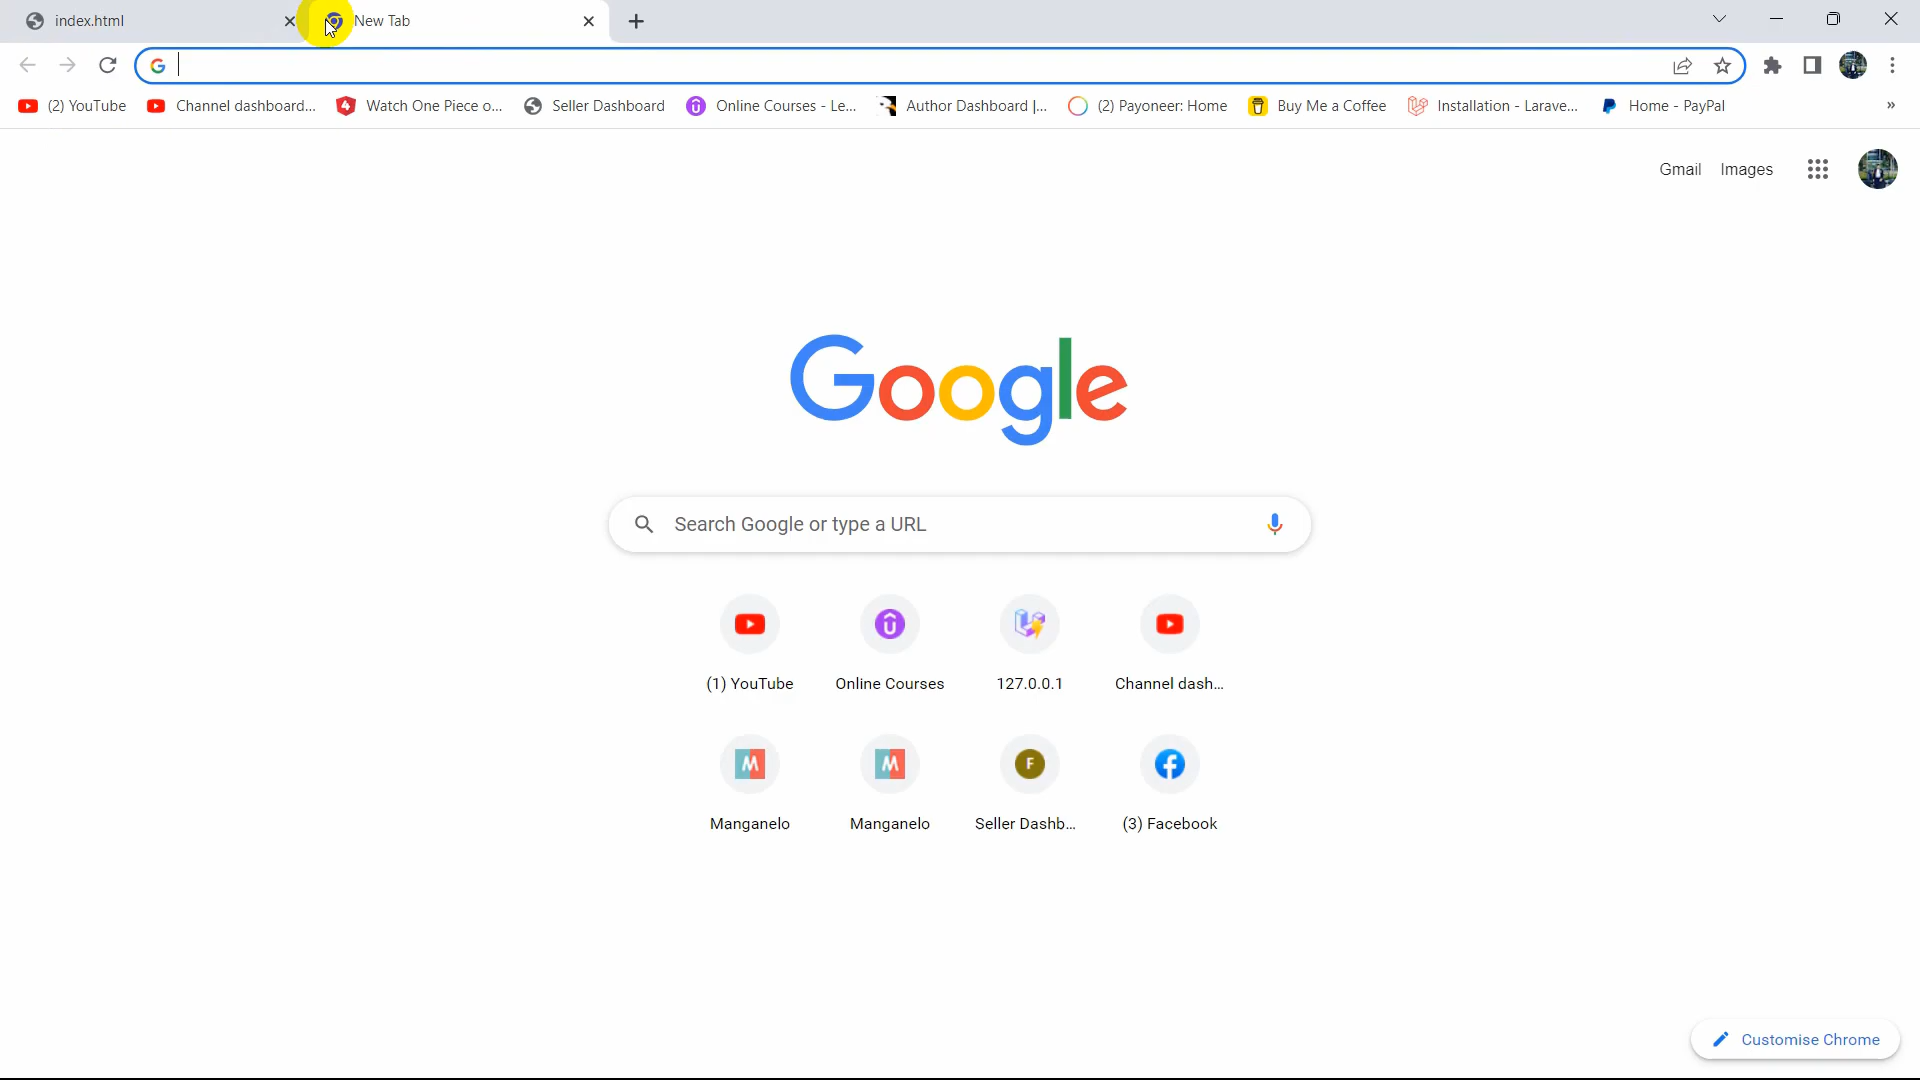 index.html
New Tab
(2) YouTube
Channel dashboard...
Watch One Piece o...
Seller Dashboard
Online Courses - Le...
Author Dashboard |...
(2) Payoneer: Home
Buy Me a Coffee
Installation - Larave...
Home - PayPal
»
Gmail
Images
Google
Search Google or type a URL
(1) YouTube
Online Courses
127.0.0.1
Channel dash...
M
M
F
Manganelo
Manganelo
Seller Dashb...
(3) Facebook
Customise Chrome